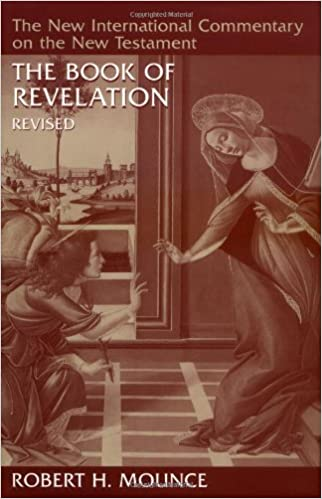 The New International Commentary
on the New Testament
THE BOOK OF
REVELATION
REVISED
ROBERT H. MOUNCE